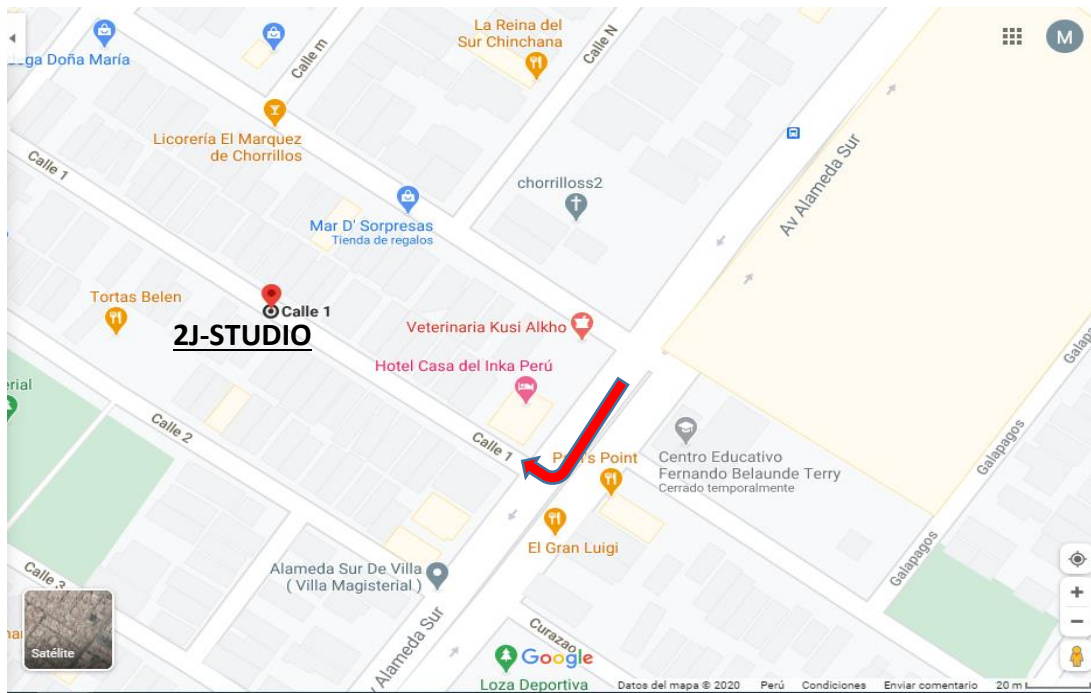 La Reina del
Sur Chinchana
Calle N
M
ga Doña María
Calle m
Licorería El Marquez
de Chorrillos
Calle 1
Av Alameda Sur
chorrilloss2
Mar D' Sorpresas
Tienda de regalos
Tortas Belen
Calle 1
2J-STUDIO
Veterinaria Kusi Alkho
Hotel Casa del Inka Perú
erial
Calle 2
Calle 1
Point
Centro Educativo
Fernando Belaunde Terry
Cerrado temporalmente
Galapagos
El Gran Luigi
Alameda Sur De Villa
( Villa Magisterial )
Galapagos
Calle 3
Satélite
Alameda Sur
Curazao
Google
Loza Deportiva
Datos del mapa © 2020 Perú Condiciones Enviar comentario 20 m